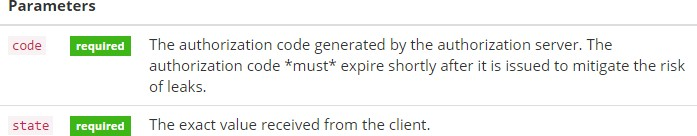 Parameters
code required The authorization code generated by the authorization server. The
authorization code *must* expire shortly after it is issued to mitigate the risk
of leaks.
state required The exact value received from the client.